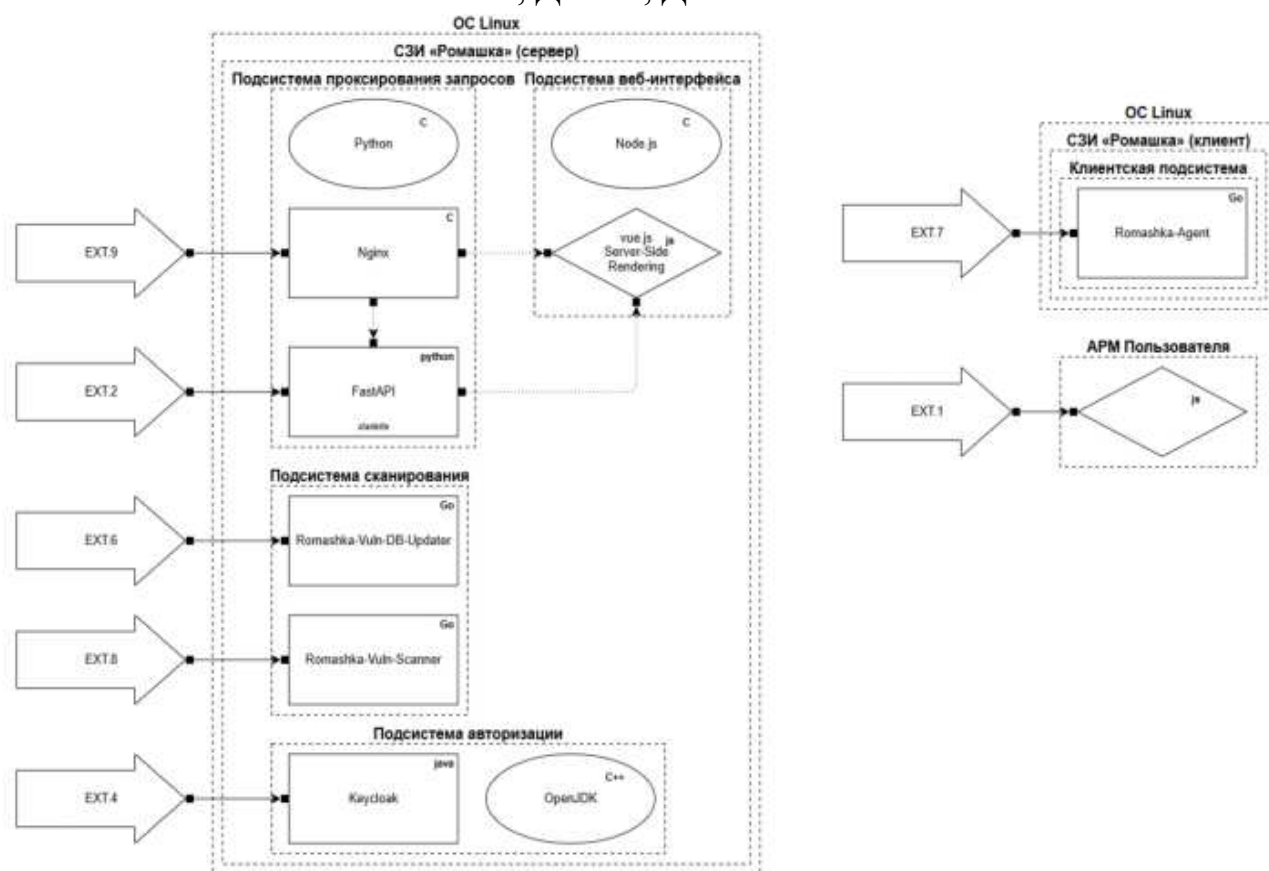 ОС Linux
СЗИ «Ромашка» (сервер)
Подсистема проксирования запросов
Подсистема веб-интерфейса
C
Python
C
Node.js
EXT.9
C
Nginx
vue.js
js
Server-Side
Rendering
EXT.2
python
FastAPI
starlette
Подсистема сканирования
EXT.6
Go
Romashka-Vuln-DB-Updater
EXT.8
Go
Romashka-Vuln-Scanner
Подсистема авторизации
EXT.4
java
Keycloak
C++
OpenJDK
ОС Linux
СЗИ «Ромашка» (клиент)
Клиентская подсистема
EXT.7
Go
Romashka-Agent
АРМ Пользователя
EXT.1
js